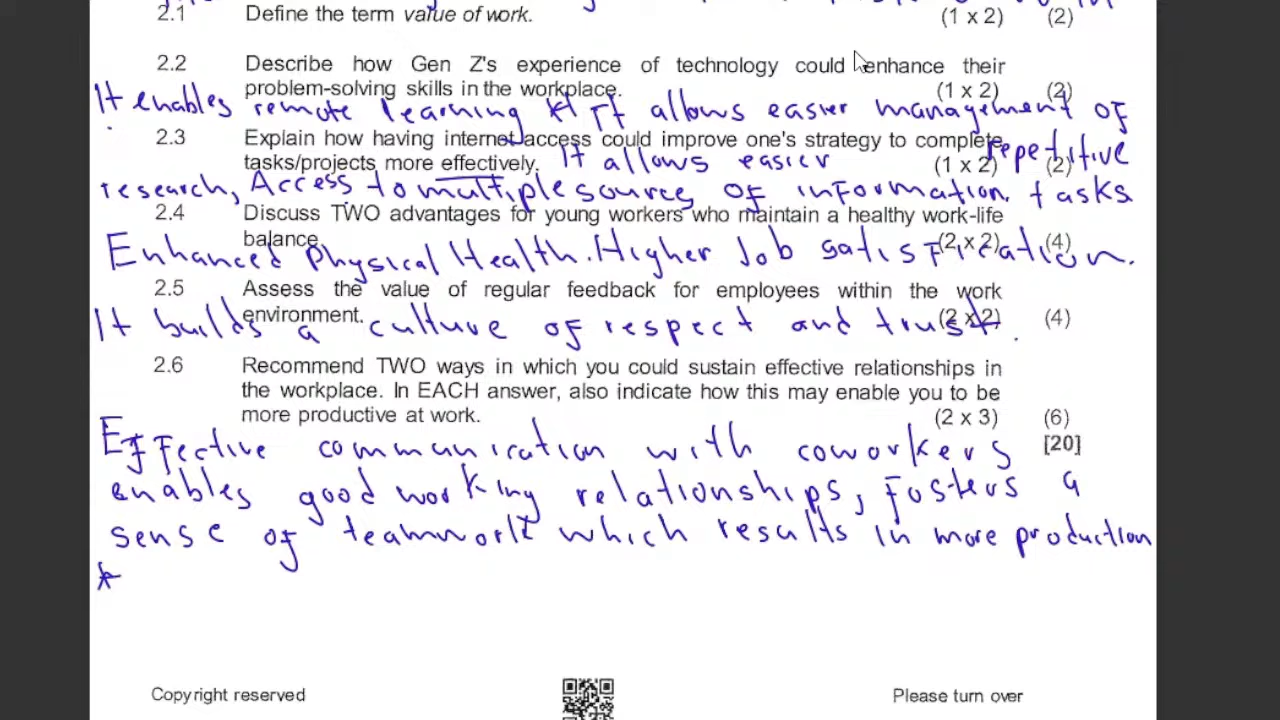 2.1 Define the term value of work. (1 x 2) (2)
2.2 Describe how Gen Z's experience of technology could enhance their
problem-solving skills in the workplace. (1 x 2) (2)
It enables remote learning * It allows easier management of
2.3 Explain how having internet access could improve one's strategy to complete
repetitive
tasks/projects more effectively. It allows easier (1 x 2) (2)
research, Access to multiple source of information. tasks
2.4 Discuss TWO advantages for young workers who maintain a healthy work-life
balance. (2 x 2) (4)
Enhanced Physical Health. Higher Job satisfication.
2.5 Assess the value of regular feedback for employees within the work
environment. (2 x 2) (4)
It builds a culture of respect and trust.
2.6 Recommend TWO ways in which you could sustain effective relationships in
the workplace. In EACH answer, also indicate how this may enable you to be
more productive at work. (2 x 3) (6)
[20]
Effective communication with coworkers
enables good working relationships, fosters a
sense of teamwork which results in more production
*
Copyright reserved Please turn over